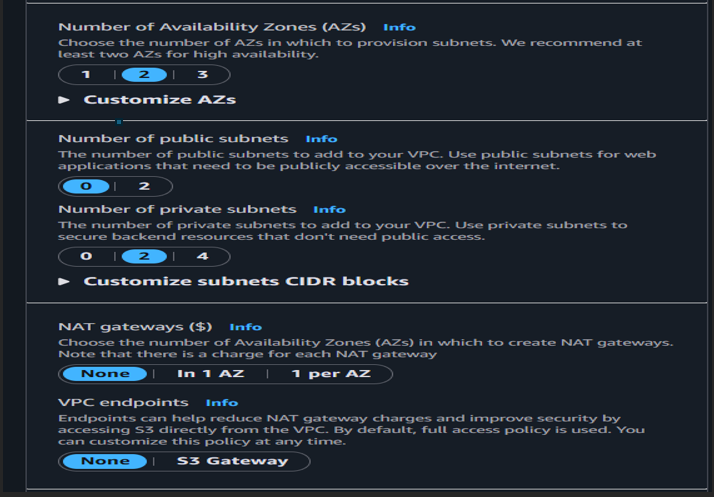 Number of Availability Zones (AZs) Info
Choose the number of AZs in which to provision subnets. We recommend at
least two AZs for high availability.
1 2 3
Customize AZs
Number of public subnets Info
The number of public subnets to add to your VPC. Use public subnets for web
applications that need to be publicly accessible over the internet.
0 2
Number of private subnets Info
The number of private subnets to add to your VPC. Use private subnets to
secure backend resources that don't need public access.
0 2 4
Customize subnets CIDR blocks
NAT gateways ($) Info
Choose the number of Availability Zones (AZs) in which to create NAT gateways.
Note that there is a charge for each NAT gateway
None In 1 AZ 1 per AZ
VPC endpoints Info
Endpoints can help reduce NAT gateway charges and improve security by
accessing S3 directly from the VPC. By default, full access policy is used. You
can customize this policy at any time.
None S3 Gateway